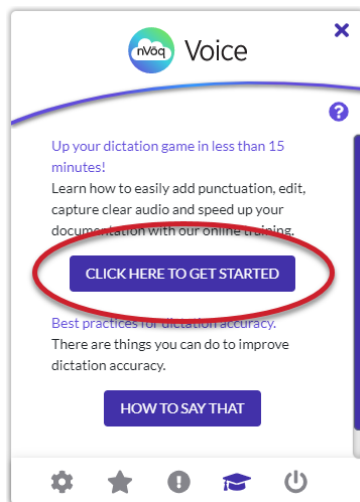 nVoq Voice
Up your dictation game in less than 15
minutes!
Learn how to easily add punctuation, edit,
capture clear audio and speed up your
documentation with our online training.
CLICK HERE TO GET STARTED
Best practices for dictation accuracy.
There are things you can do to improve
dictation accuracy.
HOW TO SAY THAT